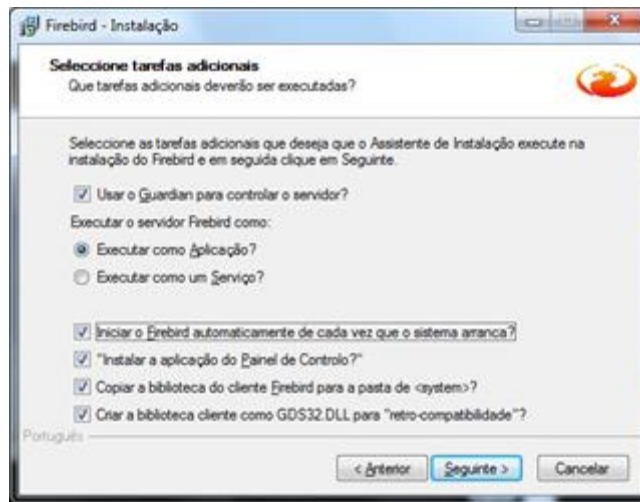 Firebird - Instalação
Seleccione tarefas adicionais
Que tarefas adicionais deverão ser executadas?
Seleccione as tarefas adicionais que deseja que o Assistente de Instalação execute na
instalação do Firebird e em seguida clique em Seguinte.
Usar o Guardian para controlar o servidor?
Executar o servidor Firebird como:
Executar como Aplicação?
Executar como um Serviço?
Iniciar o Firebird automaticamente de cada vez que o sistema arranca?
"Instalar a aplicação do Painel de Controlo?"
Copiar a biblioteca do cliente Firebird para a pasta de <system>?
Criar a biblioteca cliente como GDS32.DLL para "retro-compatibilidade"?
Português
< Anterior Seguinte > Cancelar